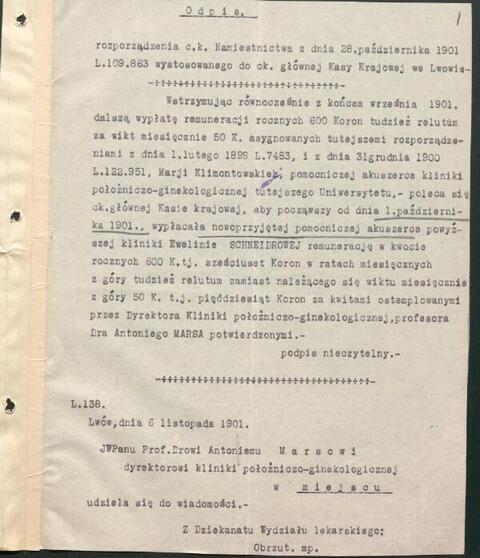 Odpis.
1
rozporządzenia c.k. Namiestnictwa z dnia 28.października 1901
L.109.863 wystosowanego do ck. głównej Kasy Krajowej we Lwowie-
Wstrzymując równocześnie z końcem września 1901.
dalszą wypłatę remuneracji rocznych 600 Koron tudzież relutum
za wikt miesięcznie 50 K. asygnowanych tutejszemi rozporządze-
niami z dnia 1.lutego 1899 L.7483, i z dnia 31grudnia 1900
L.122.951, Marji Klimontowskiej, pomocniczej akuszerce kliniki
położniczo-ginekologicznej tutejszego Uniwersytetu,- poleca się
ck.głównej Kasie krajowej, aby począwszy od dnia 1.październi-
ka 1901., wypłacała nowoprzyjętej pomocniczej akuszerce powyż-
szej kliniki Ewelinie SCHNEIDROWEJ remunerację w kwocie
rocznych 600 K.tj. sześciuset Koron w ratach miesięcznych
z góry tudzież relutum zamiast należącego się wiktu miesięcznie
z góry 50 K. t.j. pięćdziesiąt Koron za kwitami ostemplowanymi
przez Dyrektora Kliniki położniczo-ginekologicznej,profesora
Dra Antoniego MARSA potwierdzonymi.-
podpis nieczytelny.-
L.138.
Lwów,dnia 6 listopada 1901.
JWPanu Prof.Drowi Antoniemu Marsowi
dyrektorowi kliniki położniczo-ginekologicznej
w miejscu
udziela się do wiadomości.-
Z Dziekanatu Wydziału lekarskiego:
Obrzut. mp.